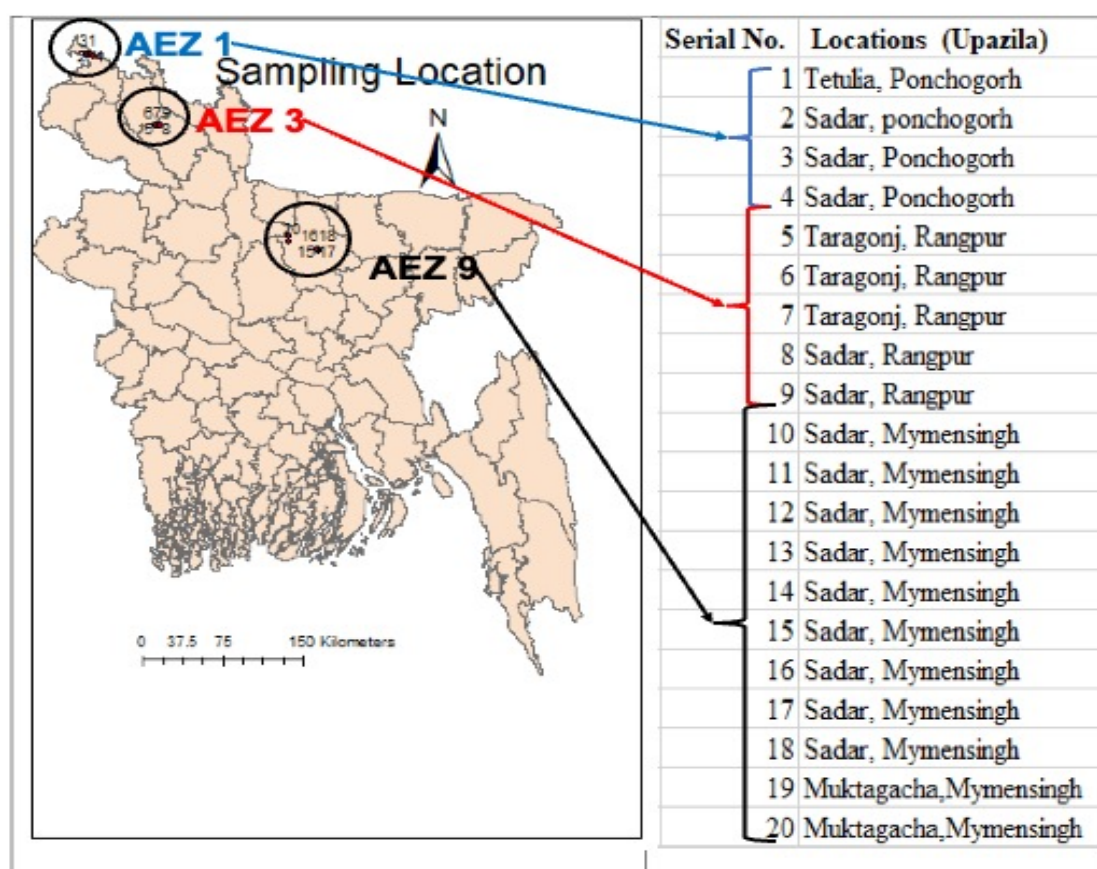 AEZ 1
Sampling Location
AEZ 3
N
AEZ 9
0 37.5 75 150 Kilometers
Serial No. Locations (Upazila)
1 Tetulia, Ponchogorh
2 Sadar, ponchogorh
3 Sadar, Ponchogorh
4 Sadar, Ponchogorh
5 Taragonj, Rangpur
6 Taragonj, Rangpur
7 Taragonj, Rangpur
8 Sadar, Rangpur
9 Sadar, Rangpur
10 Sadar, Mymensingh
11 Sadar, Mymensingh
12 Sadar, Mymensingh
13 Sadar, Mymensingh
14 Sadar, Mymensingh
15 Sadar, Mymensingh
16 Sadar, Mymensingh
17 Sadar, Mymensingh
18 Sadar, Mymensingh
19 Muktagacha,Mymensingh
20 Muktagacha,Mymensingh